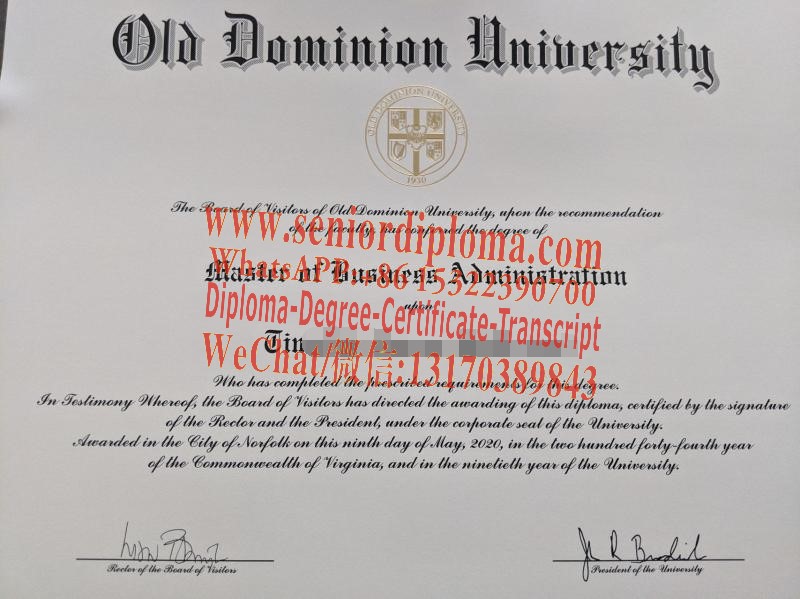 Old Dominion University
OLD DOMINION UNIVERSITY
1930
The Board of Visitors of Old Dominion University, upon the recommendation
of the faculty, has conferred the degree of
www.seniordiploma.com
WhatsAPP:+86 15322390700
Master of Business Administration
upon
Diploma-Degree-Certificate-Transcript
Tim
WeChat/微信:13170389843
Who has completed the prescribed requirements for this degree.
In Testimony Whereof, the Board of Visitors has directed the awarding of this diploma, certified by the signature
of the Rector and the President, under the corporate seal of the University.
Awarded in the City of Norfolk on this ninth day of May, 2020, in the two hundred forty-fourth year
of the Commonwealth of Virginia, and in the ninetieth year of the University.
Rector of the Board of Visitors
President of the University